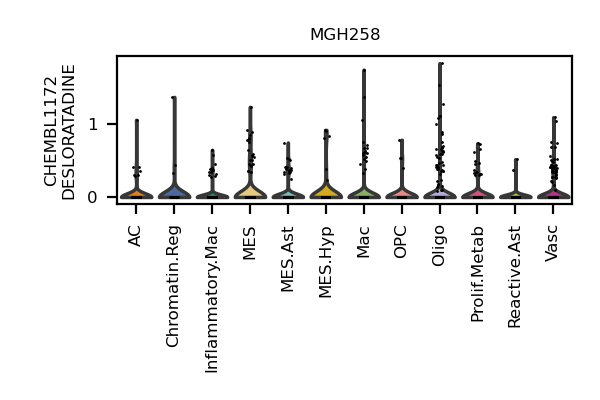 MGH258
CHEMBL1172
DESLORATADINE
1
0
AC
Chromatin.Reg
Inflammatory.Mac
MES
MES.Ast
MES.Hyp
Mac
OPC
Oligo
Prolif.Metab
Reactive.Ast
Vasc